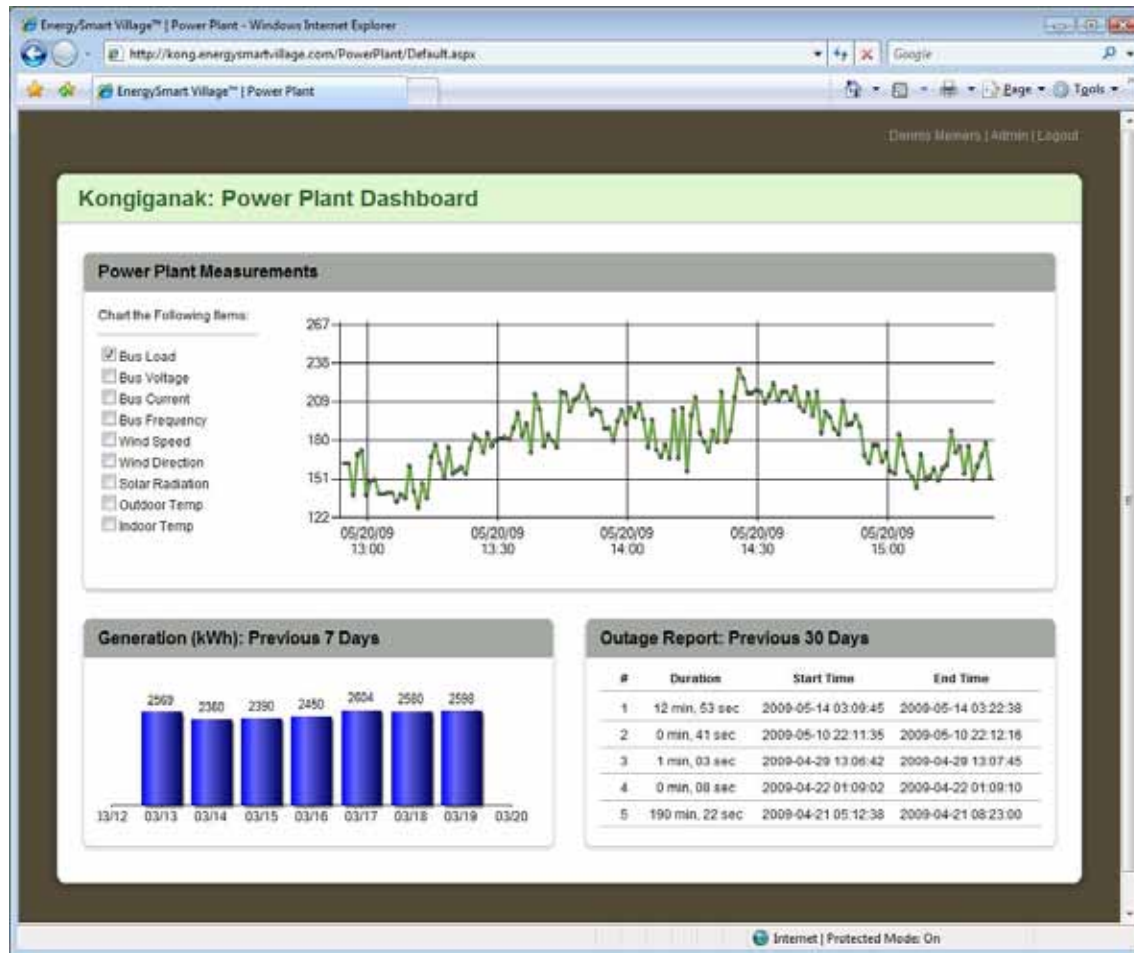 EnergySmart Village™ | Power Plant - Windows Internet Explorer
http://kong.energysmartvillage.com/PowerPlant/Default.aspx
Google
EnergySmart Village™ | Power Plant
Page
Tools
Dennis Meiners | Admin | Logout
Kongiganak: Power Plant Dashboard
Power Plant Measurements
Chart the Following Items:
Bus Load
Bus Voltage
Bus Current
Bus Frequency
Wind Speed
Wind Direction
Solar Radiation
Outdoor Temp
Indoor Temp
267
238
209
180
151
122
05/20/09 05/20/09 05/20/09 05/20/09 05/20/09
13:00 13:30 14:00 14:30 15:00
Generation (kWh): Previous 7 Days
2569 2360 2390 2450 2604 2580 2598
03/13 03/14 03/15 03/16 03/17 03/18 03/19 03/20
Outage Report: Previous 30 Days
# Duration Start Time End Time
1 12 min, 53 sec 2009-05-14 03:09:45 2009-05-14 03:22:38
2 0 min, 41 sec 2009-05-10 22:11:35 2009-05-10 22:12:16
3 1 min, 03 sec 2009-04-29 13:06:42 2009-04-29 13:07:45
4 0 min, 08 sec 2009-04-22 01:09:02 2009-04-22 01:09:10
5 190 min, 22 sec 2009-04-21 05:12:38 2009-04-21 08:23:00
Internet | Protected Mode: On